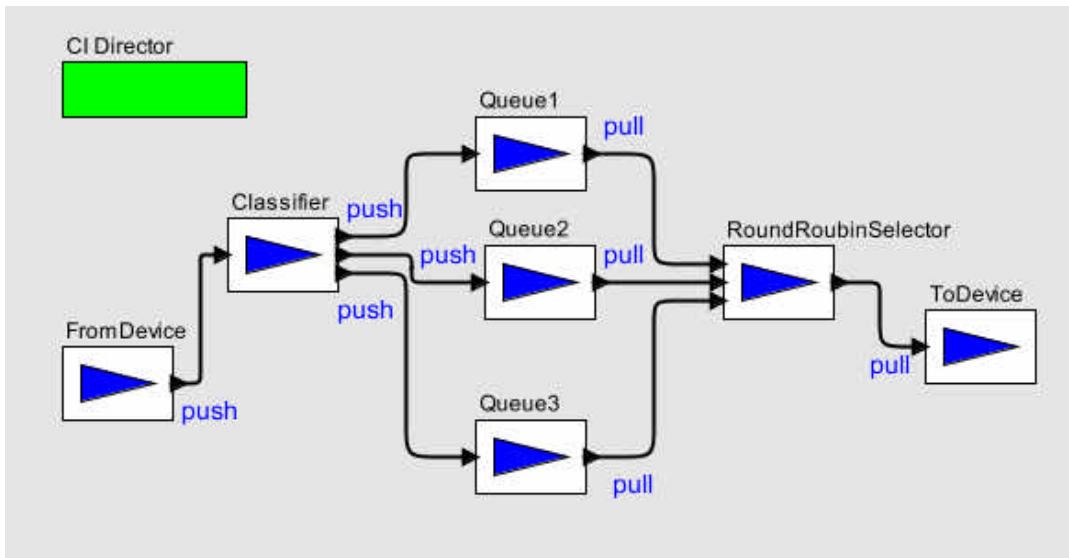 CI Director
Queue1
pull
Classifier
push
Queue2
pull
RoundRoubinSelector
push
ToDevice
push
FromDevice
pull
push
Queue3
pull